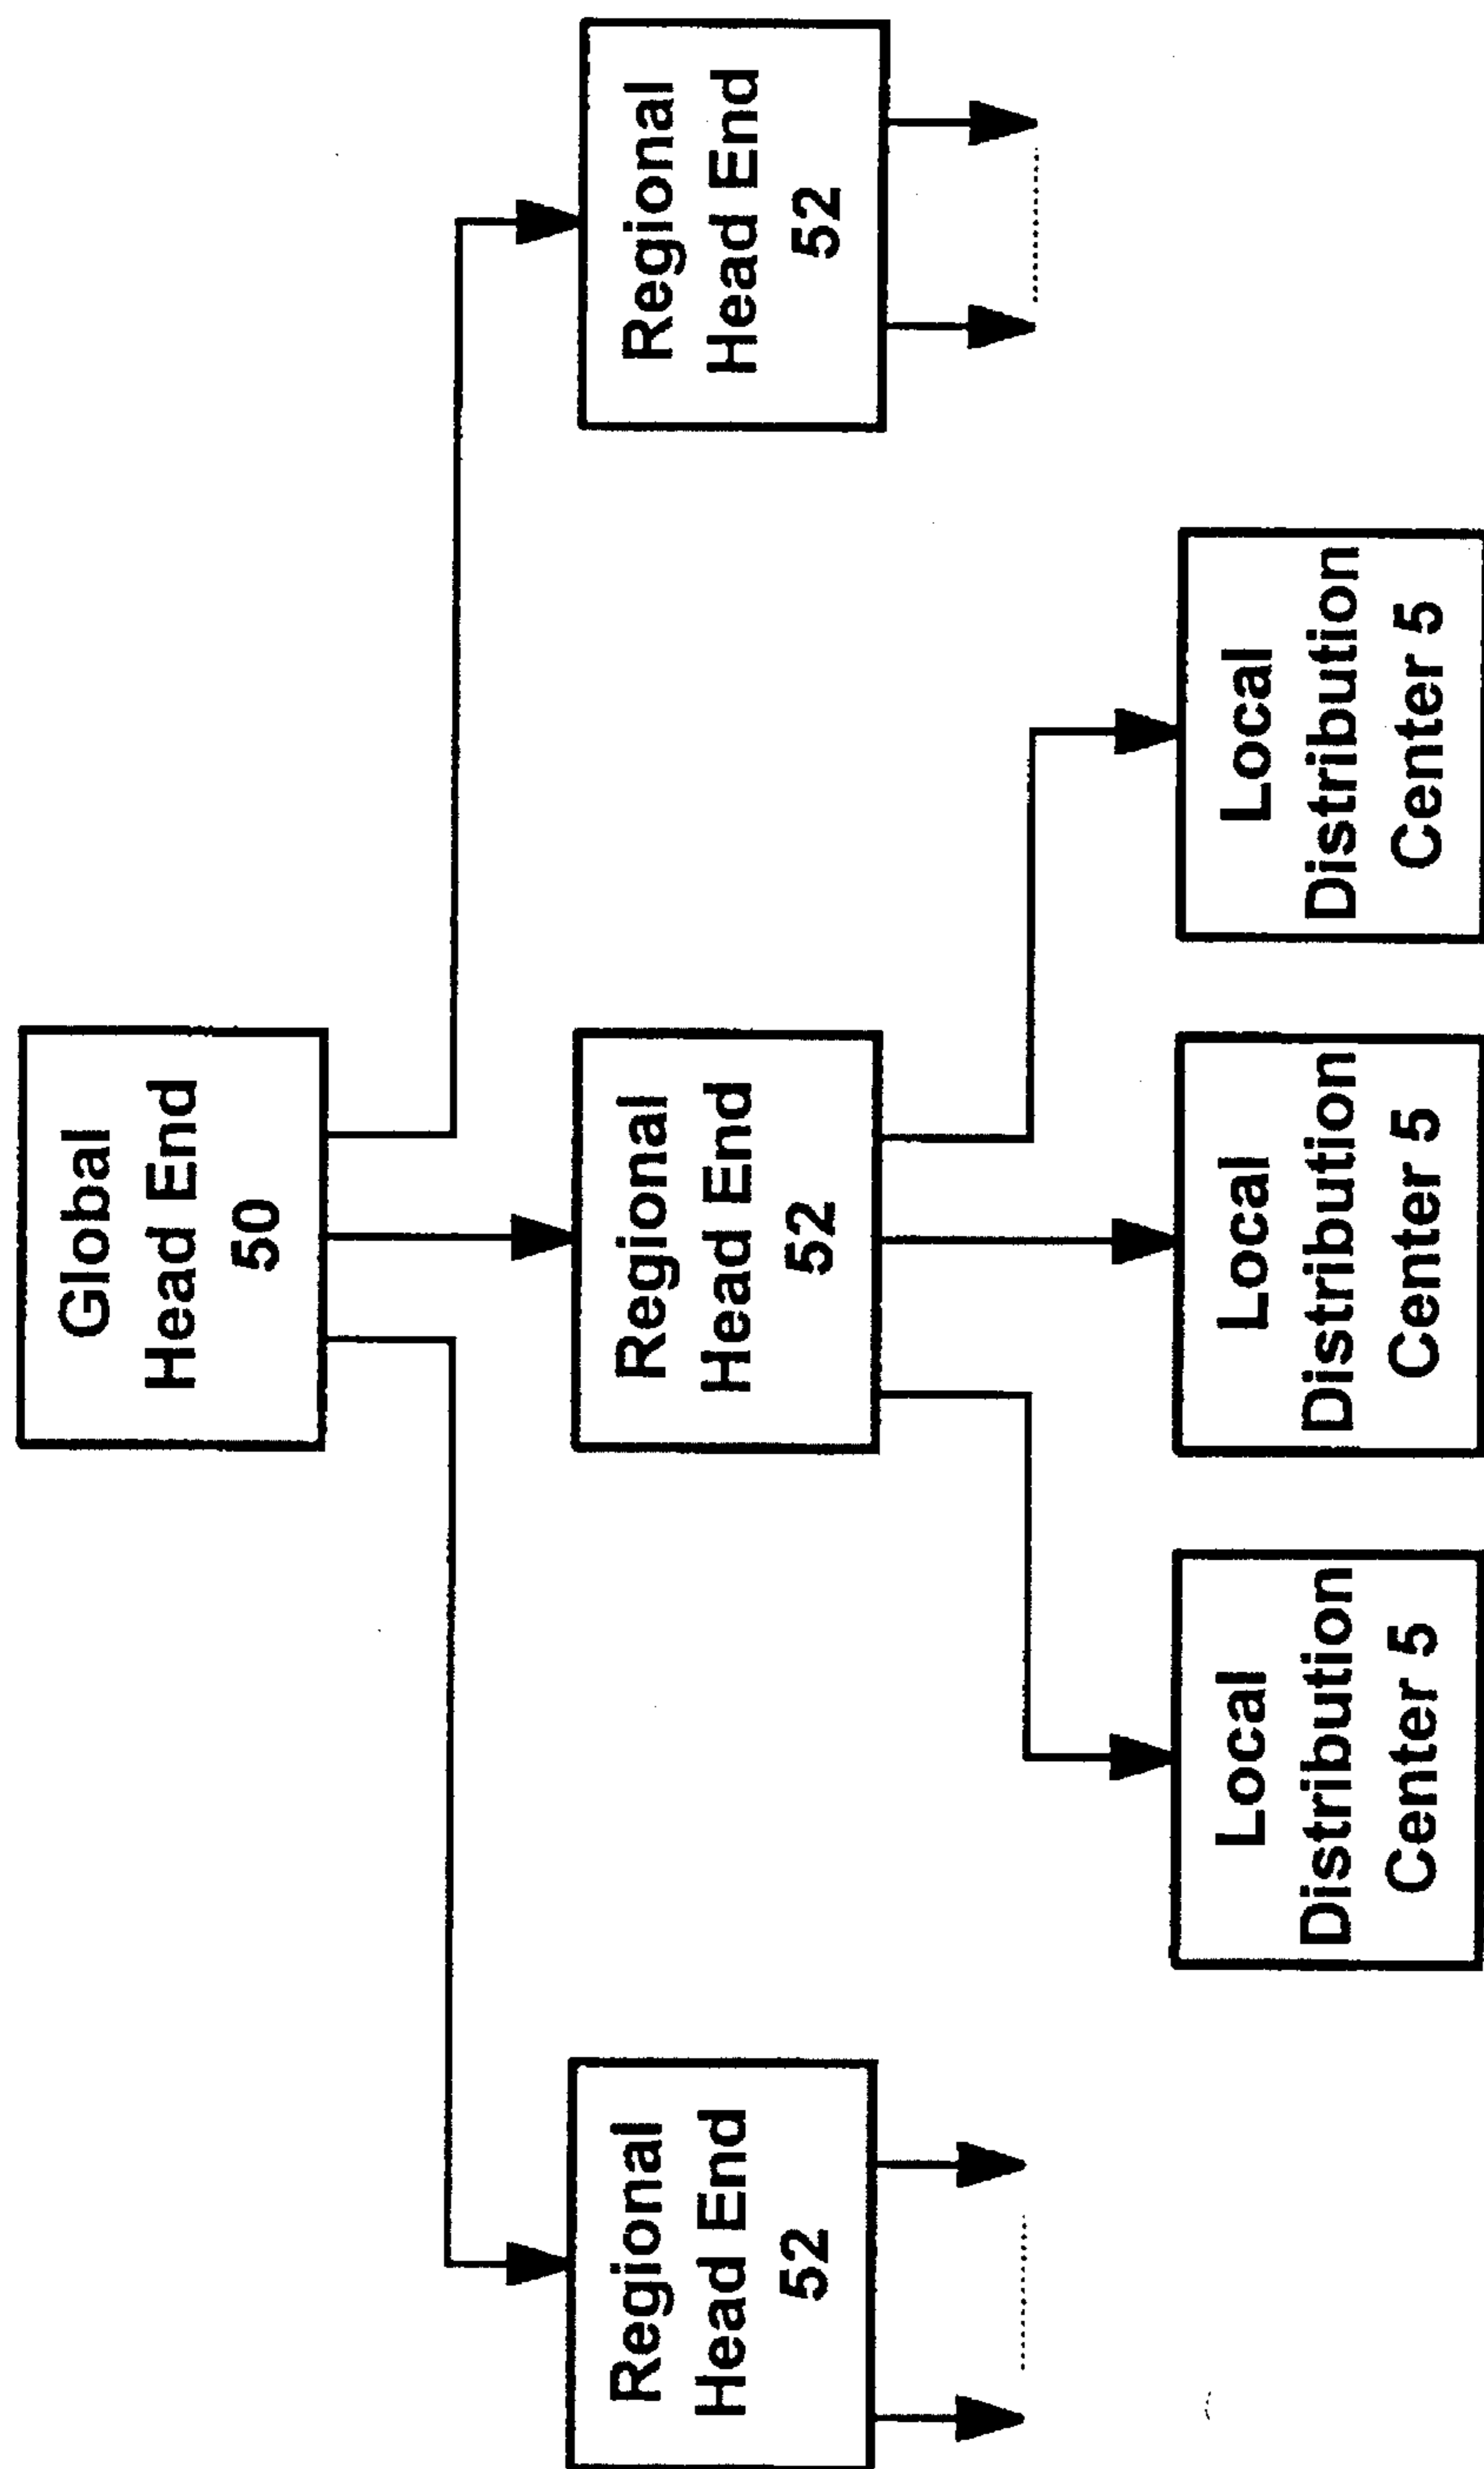 Global
Head End
50
Regional
Head End
52
Regional
Head End
52
Regional
Head End
52
Local
Distribution
Center 5
Local
Distribution
Center 5
Local
Distribution
Center 5